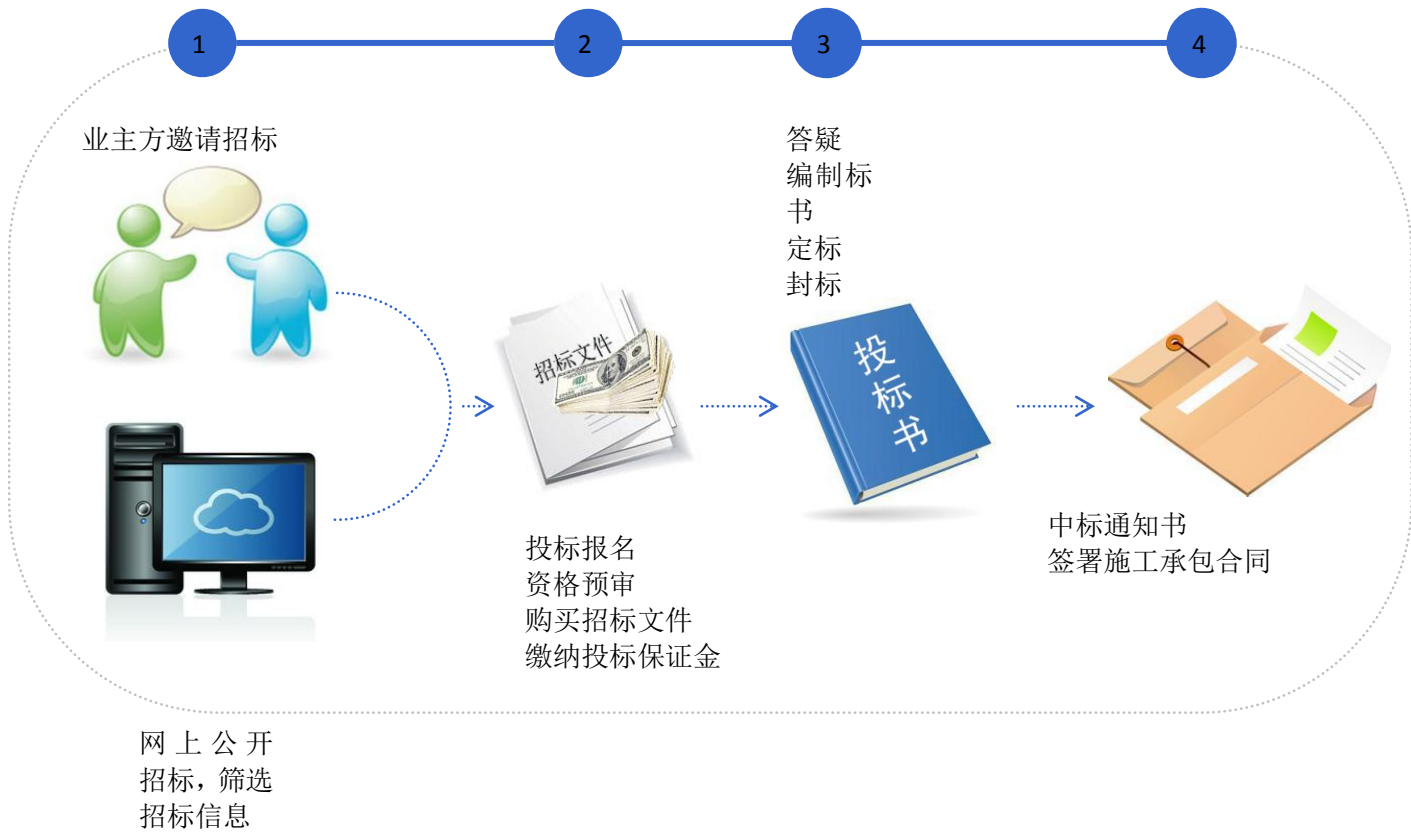 1
2
3
4
业主方邀请招标
答疑
编制标
书
定标
封标
招标文件
投标书
投标报名
资格预审
购买招标文件
缴纳投标保证金
中标通知书
签署施工承包合同
网上公开
招标，筛选
招标信息